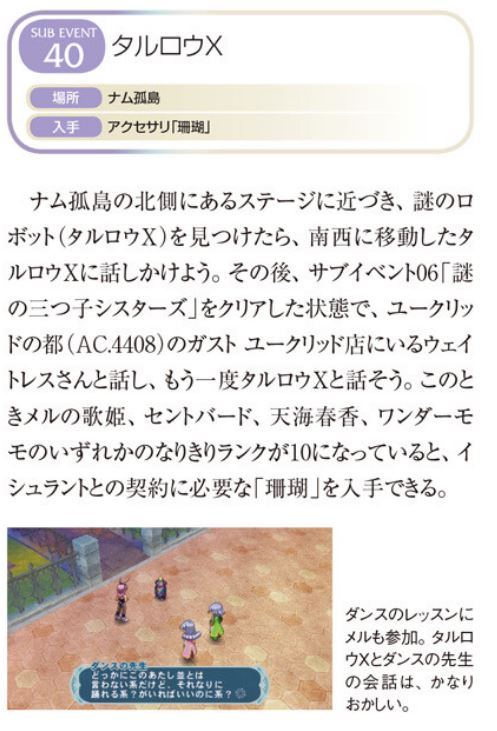 SUB EVENT
40
タルロウX
場所 ナム孤島
入手 アクセサリ「珊瑚」
ナム孤島の北側にあるステージに近づき、謎のロ
ボット(タルロウX)を見つけたら、南西に移動したタ
ルロウXに話しかけよう。その後、サブイベント06「謎
の三つ子シスターズ」をクリアした状態で、ユークリッ
ドの都(AC.4408)のガスト ユークリッド店にいるウェイ
トレスさんと話し、もう一度タルロウXと話そう。このと
きメルの歌姫、セントバード、天海春香、ワンダーモ
モのいずれかのなりきりランクが10になっていると、イ
シュラントとの契約に必要な「珊瑚」を入手できる。
ダンスの先生
どっかにこのあたし並とは
言わない系だけど、それなりに
踊れる系?がいればいいのに系?
ダンスのレッスンに
メルも参加。タルロ
ウXとダンスの先生
の会話は、かなり
おかしい。